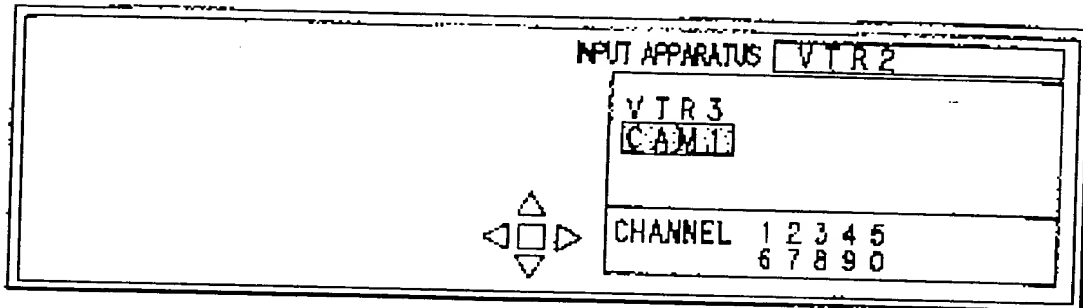 INPUT APPARATUS VTR2
VTR3
CAM1
CHANNEL 1 2 3 4 5
6 7 8 9 0